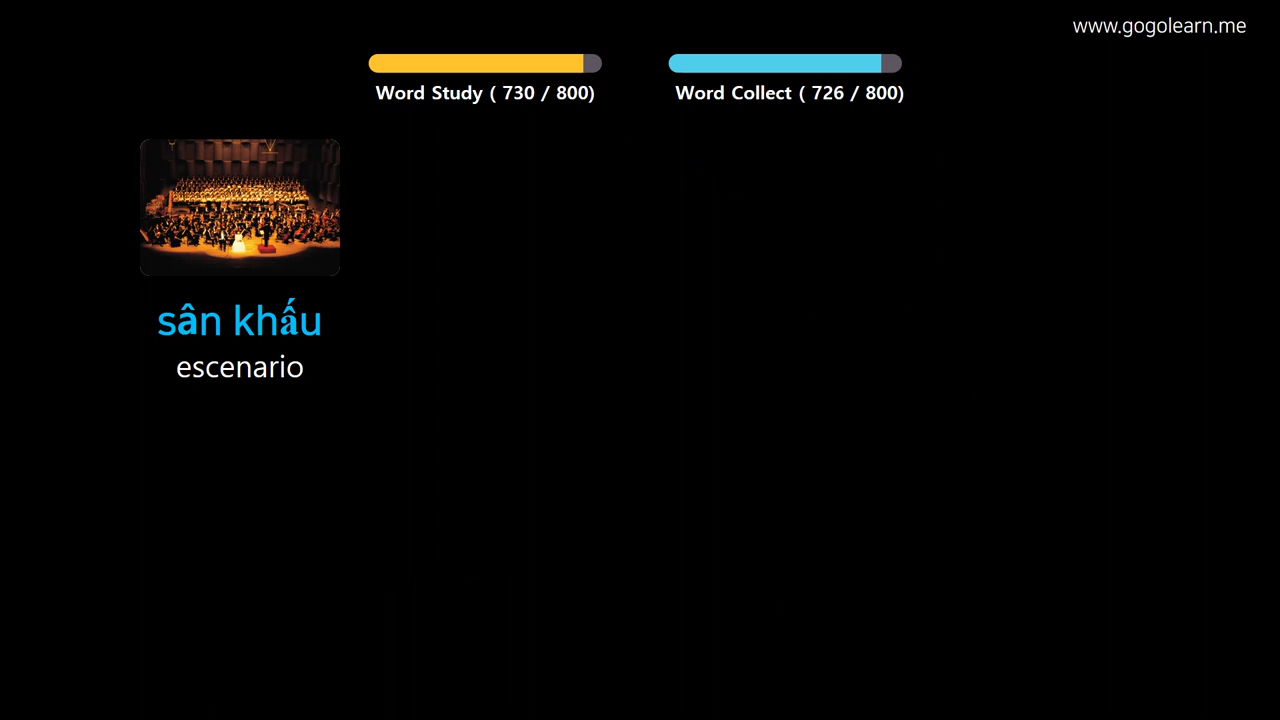 www.gogolearn.me
Word Study ( 730 / 800)
Word Collect ( 726 / 800)
sân khấu
escenario